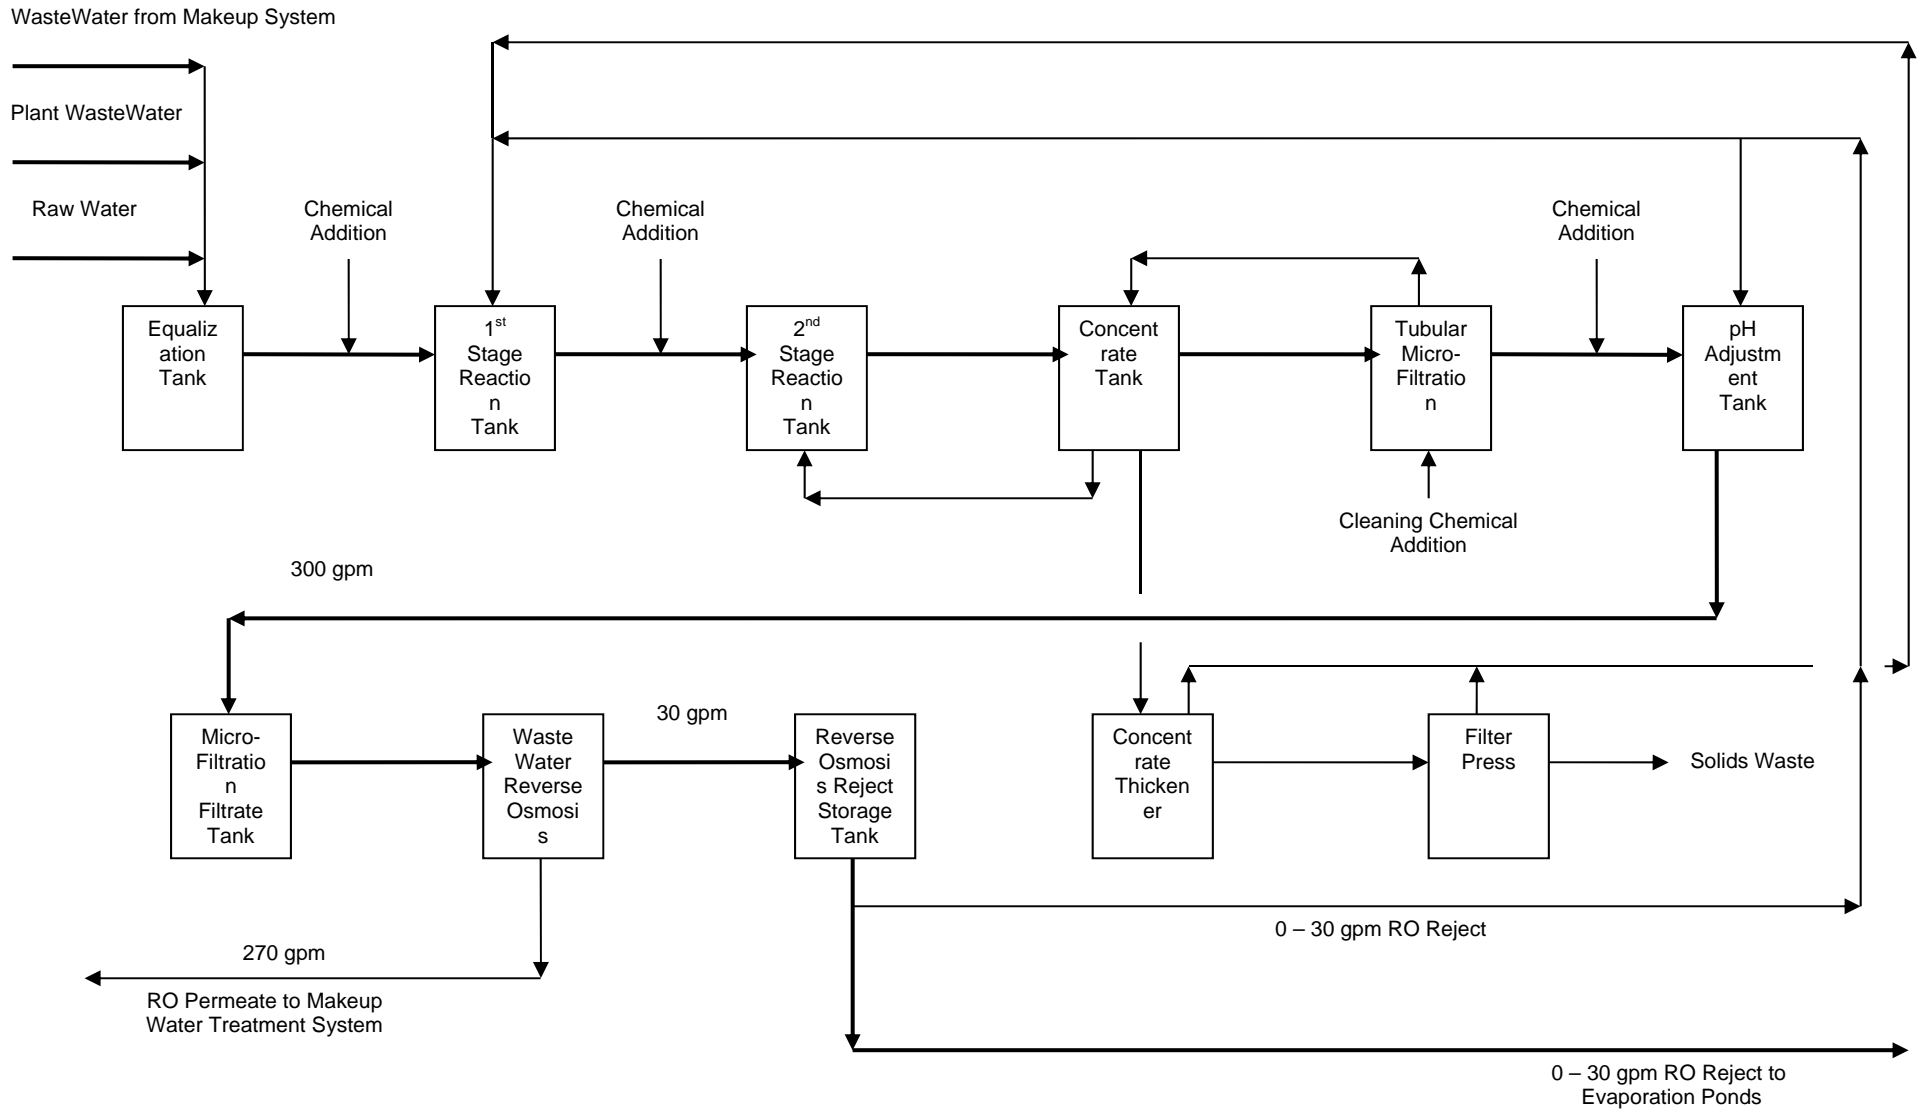 WasteWater from Makeup System
Plant WasteWater
Raw Water
Chemical
Addition
Chemical
Addition
Chemical
Addition
Equaliz
ation
Tank
1st
Stage
Reactio
n
Tank
2nd
Stage
Reactio
n
Tank
Concent
rate
Tank
Tubular
Micro-
Filtratio
n
pH
Adjustm
ent
Tank
Cleaning Chemical
Addition
300 gpm
Micro-
Filtratio
n
Filtrate
Tank
Waste
Water
Reverse
Osmosi
s
30 gpm
Reverse
Osmosi
s Reject
Storage
Tank
Concent
rate
Thicken
er
Filter
Press
Solids Waste
0 – 30 gpm RO Reject
270 gpm
RO Permeate to Makeup
Water Treatment System
0 – 30 gpm RO Reject to
Evaporation Ponds